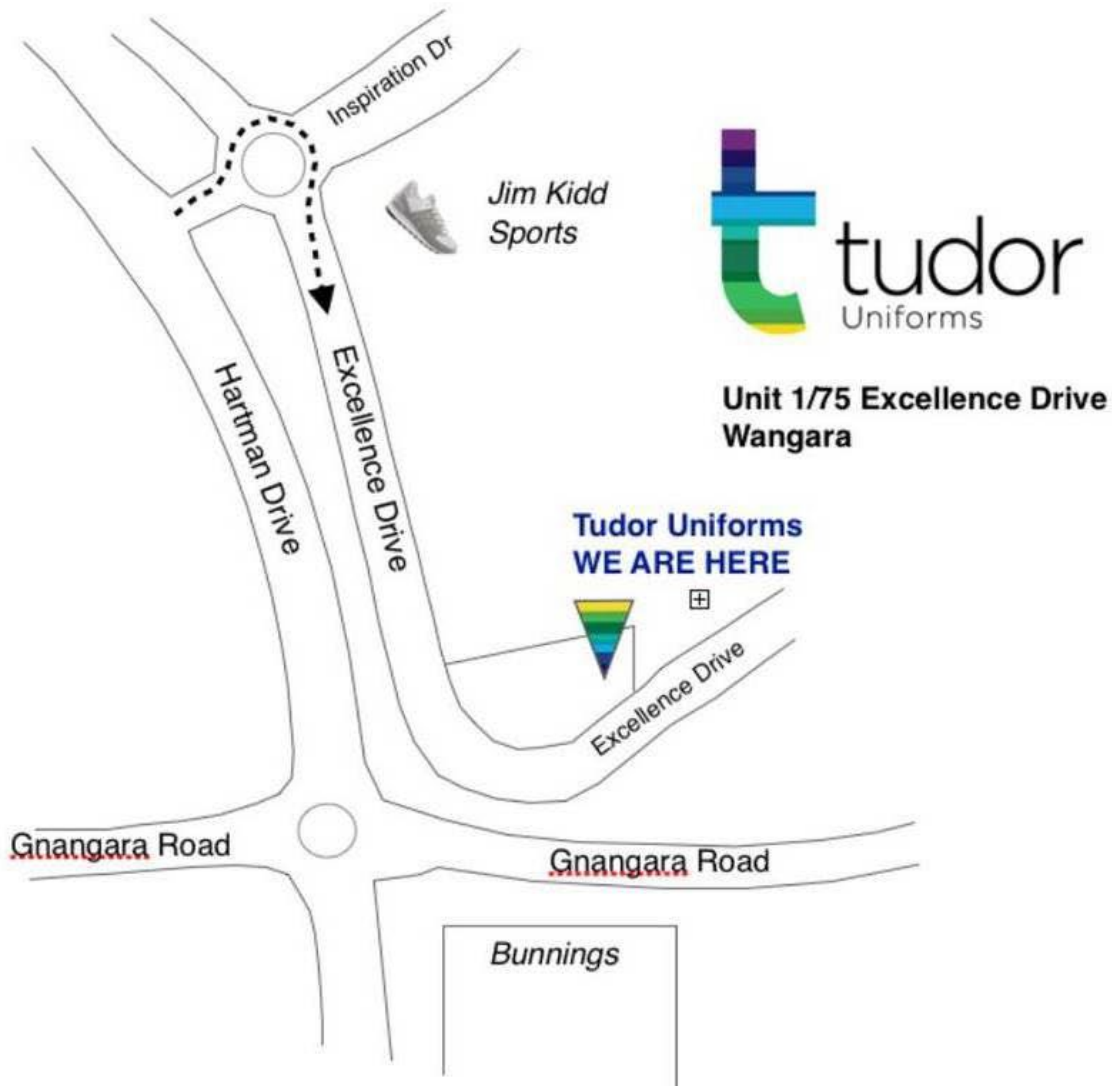 Inspiration Dr
Jim Kidd
Sports
tudor
Uniforms
Unit 1/75 Excellence Drive
Wangara
Hartman Drive
Excellence Drive
Tudor Uniforms
WE ARE HERE
Excellence Drive
Gnangara Road
Gnangara Road
Bunnings